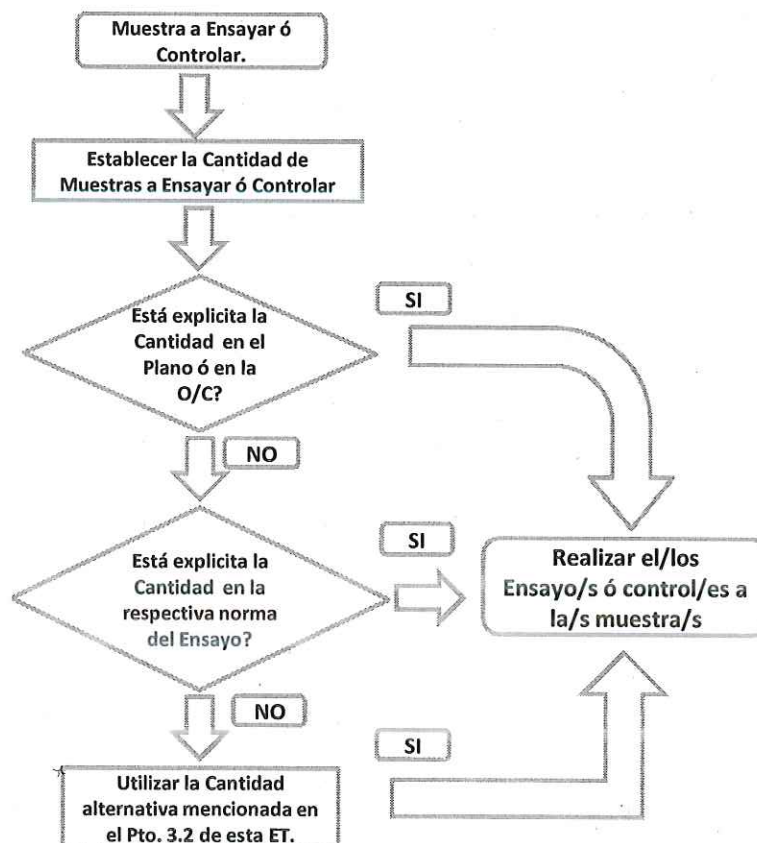 Muestra a Ensayar ó
Controlar.
Establecer la Cantidad de
Muestras a Ensayar ó Controlar
Está explicita la
Cantidad en el
Plano ó en la
O/C?
SI
NO
Está explicita la
Cantidad en la
respectiva norma
del Ensayo?
SI
Realizar el/los
Ensayo/s ó control/es a
la/s muestra/s
NO
SI
Utilizar la Cantidad
alternativa mencionada en
el Pto. 3.2 de esta ET.